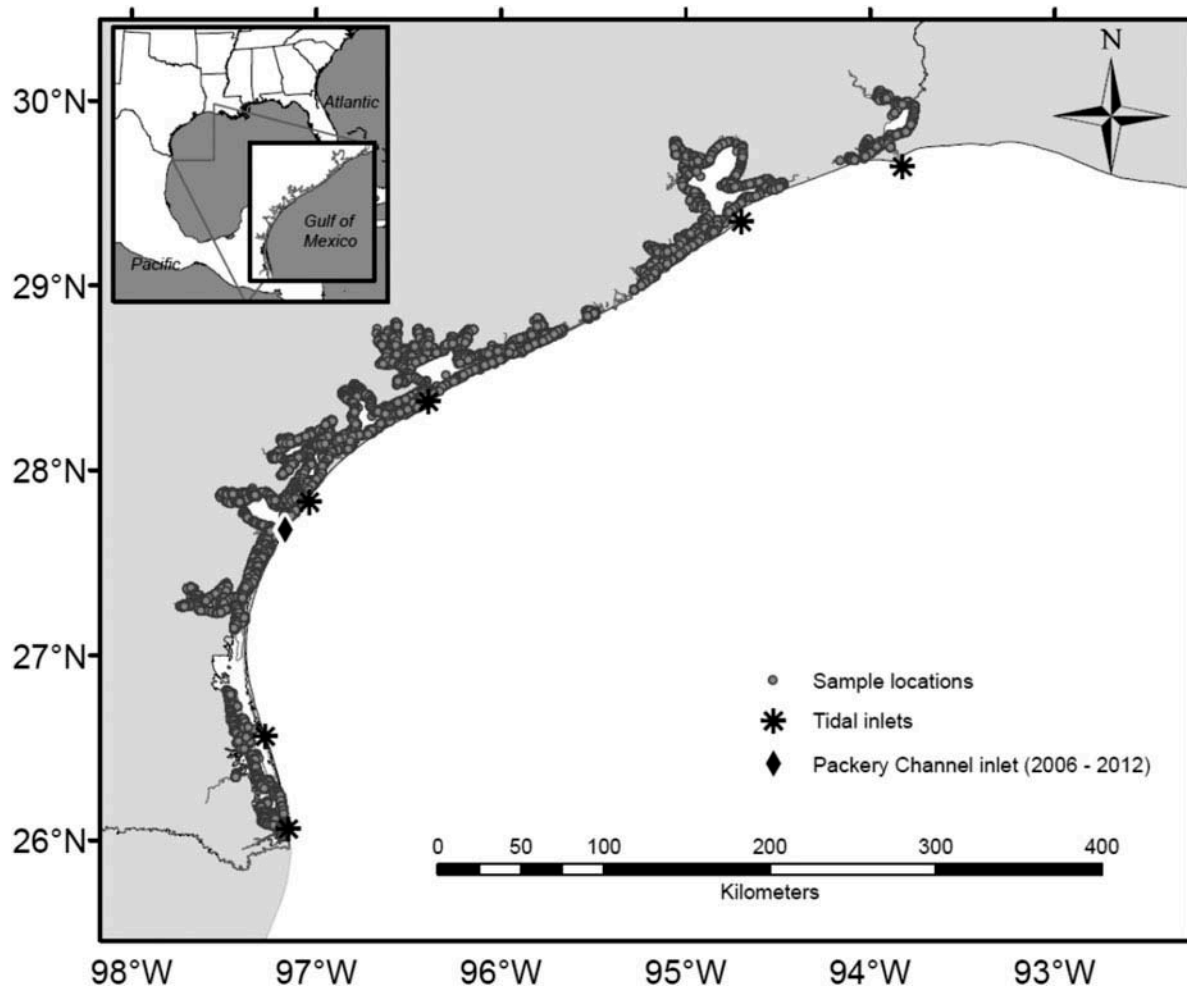 Atlantic
Gulf of
Mexico
Pacific
N
30°N
29°N
28°N
27°N
26°N
Sample locations
Tidal inlets
Packery Channel inlet (2006 - 2012)
0 50 100 200 300 400
Kilometers
98°W 97°W 96°W 95°W 94°W 93°W